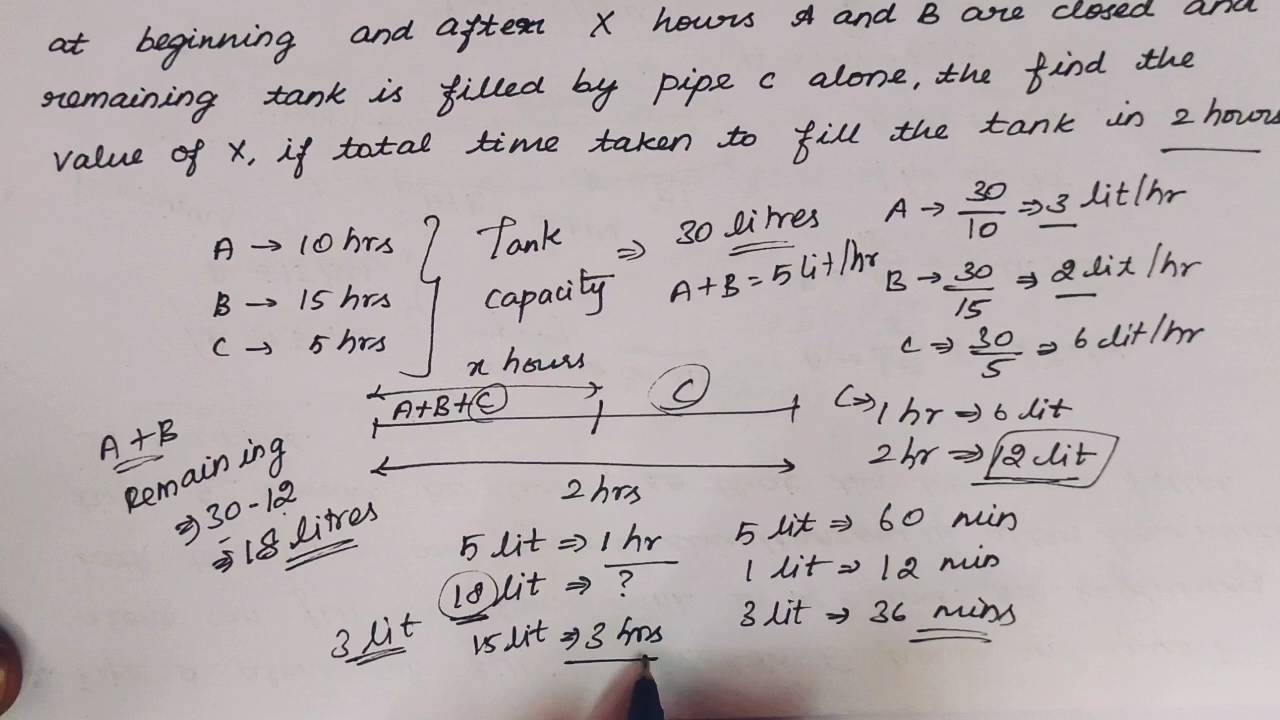 at beginning and after X hours A and B are closed and
remaining tank is filled by pipe C alone, the find the
value of X, if total time taken to fill the tank in 2 hours
A → 10 hrs
B → 15 hrs
C → 5 hrs
Tank capacity ⇒ 30 litres
A+B = 5 lit/hr
A → 30/10 ⇒ 3 lit/hr
B → 30/15 ⇒ 2 lit/hr
C ⇒ 30/5 ⇒ 6 lit/hr
x hours
A+B+C
C
2 hrs
C ⇒ 1 hr ⇒ 6 lit
2 hr ⇒ 12 lit
A+B
Remaining
⇒ 30-12
⇒ 18 litres
5 lit ⇒ 1 hr
18 lit ⇒ ?
15 lit ⇒ 3 hrs
3 lit
5 lit ⇒ 60 min
1 lit ⇒ 12 min
3 lit ⇒ 36 mins